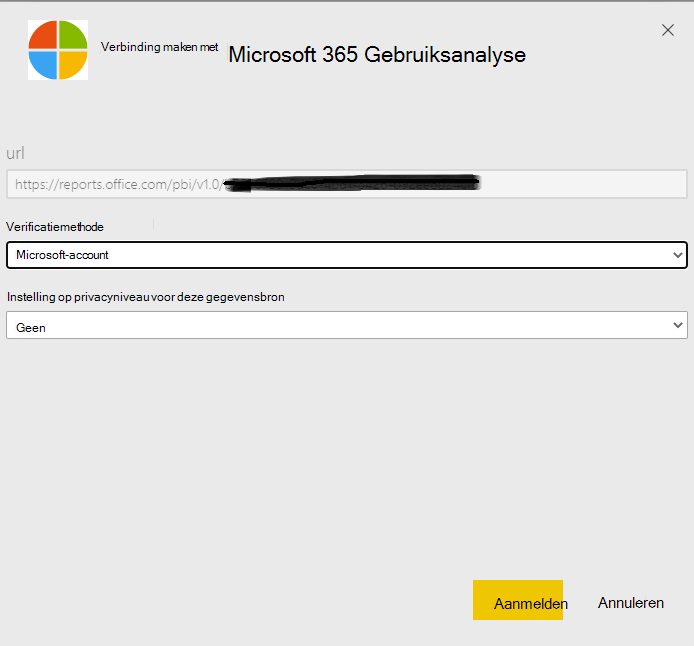 Verbinding maken met Microsoft 365 Gebruiksanalyse
url
https://reports.office.com/pbi/v1.0/
Verificatiemethode
Microsoft-account
Instelling op privacyniveau voor deze gegevensbron
Geen
Aanmelden Annuleren